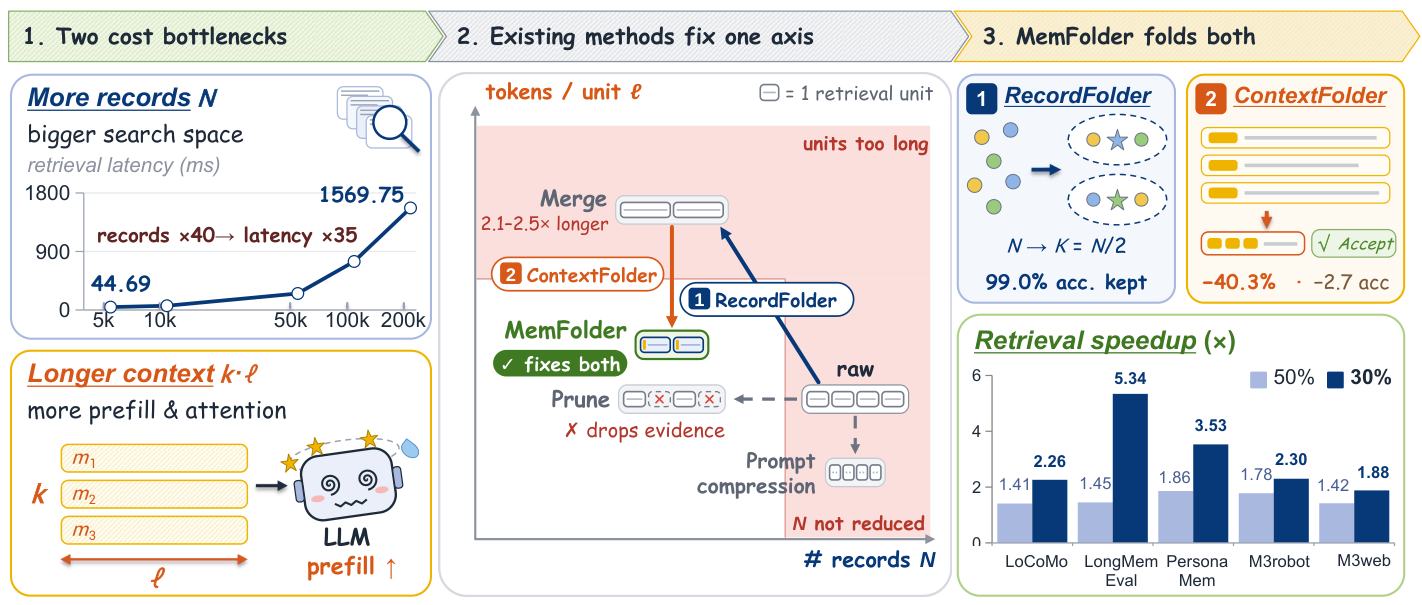 1. Two cost bottlenecks
2. Existing methods fix one axis
3. MemFolder folds both
More records N
bigger search space
retrieval latency (ms)
1800
900
0
1569.75
records ×40→ latency ×35
44.69
5k 10k 50k 100k 200k
Longer context k·ℓ
more prefill & attention
k
m1
m2
m3
ℓ
LLM
prefill ↑
tokens / unit ℓ
= 1 retrieval unit
units too long
Merge
2.1–2.5× longer
2 ContextFolder
1 RecordFolder
MemFolder
✓ fixes both
raw
Prune
✗ drops evidence
Prompt
compression
N not reduced
# records N
1 RecordFolder
N → K = N/2
99.0% acc. kept
2 ContextFolder
√ Accept
−40.3% · −2.7 acc
Retrieval speedup (×)
50% 30%
6
4
2
0
1.41 2.26
1.45 5.34
1.86 3.53
1.78 2.30
1.42 1.88
LoCoMo
LongMem
Eval
Persona
Mem
M3robot
M3web